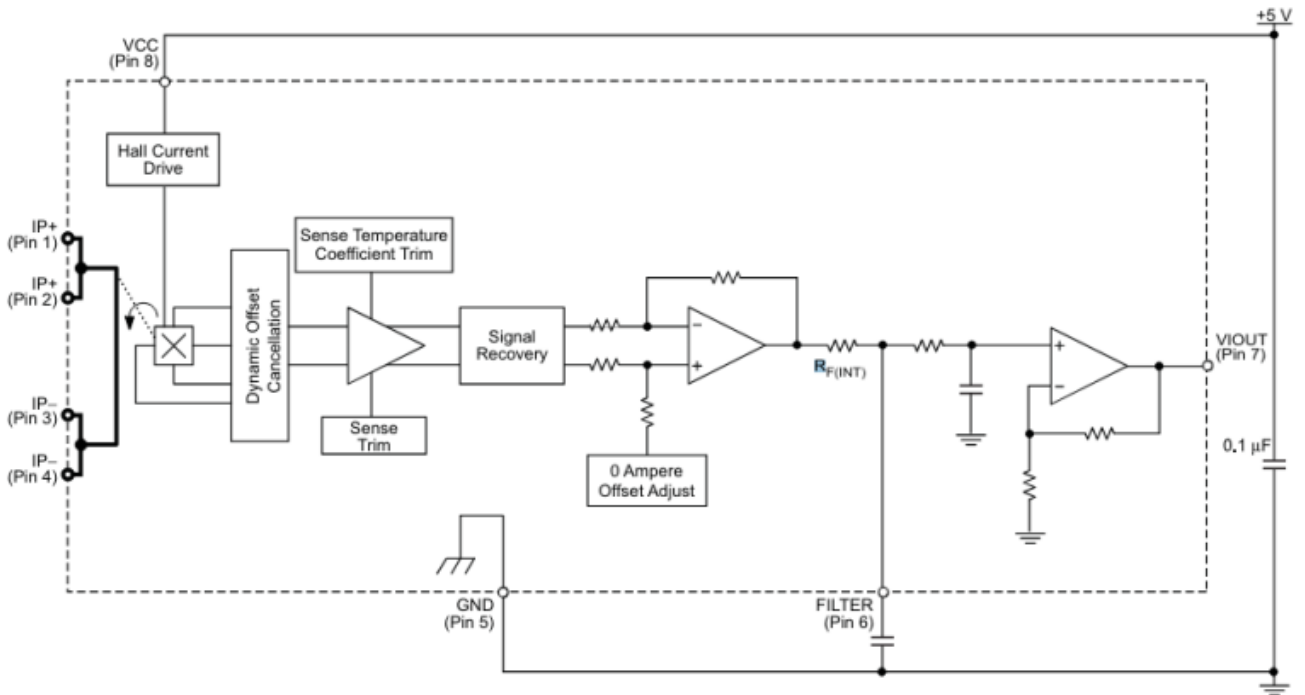 +5 V
VCC
(Pin 8)
Hall Current
Drive
IP+
(Pin 1)
IP+
(Pin 2)
IP−
(Pin 3)
IP−
(Pin 4)
Dynamic Offset
Cancellation
Sense Temperature
Coefficient Trim
Sense
Trim
Signal
Recovery
0 Ampere
Offset Adjust
−
+
RF(INT)
+
−
VIOUT
(Pin 7)
0.1 μF
GND
(Pin 5)
FILTER
(Pin 6)